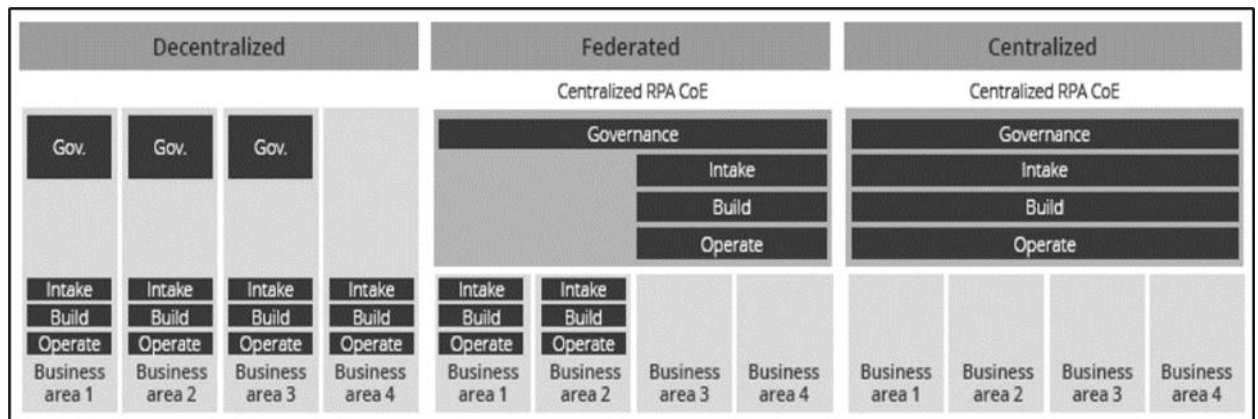 Decentralized
Federated
Centralized
Centralized RPA CoE
Centralized RPA CoE
Gov.
Gov.
Gov.
Governance
Intake
Build
Operate
Governance
Intake
Build
Operate
Intake
Build
Operate
Business
area 1
Intake
Build
Operate
Business
area 2
Intake
Build
Operate
Business
area 3
Intake
Build
Operate
Business
area 4
Intake
Build
Operate
Business
area 1
Intake
Build
Operate
Business
area 2
Business
area 3
Business
area 4
Business
area 1
Business
area 2
Business
area 3
Business
area 4